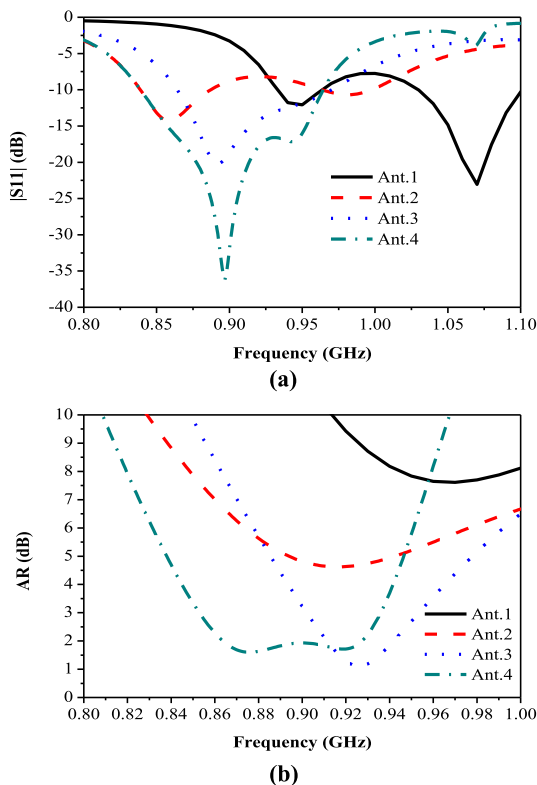 0
-5
-10
-15
-20
-25
-30
-35
-40
|S11| (dB)
Ant.1
Ant.2
Ant.3
Ant.4
0.80 0.85 0.90 0.95 1.00 1.05 1.10
Frequency (GHz)
(a)
10
9
8
7
6
5
4
3
2
1
0
AR (dB)
Ant.1
Ant.2
Ant.3
Ant.4
0.80 0.82 0.84 0.86 0.88 0.90 0.92 0.94 0.96 0.98 1.00
Frequency (GHz)
(b)